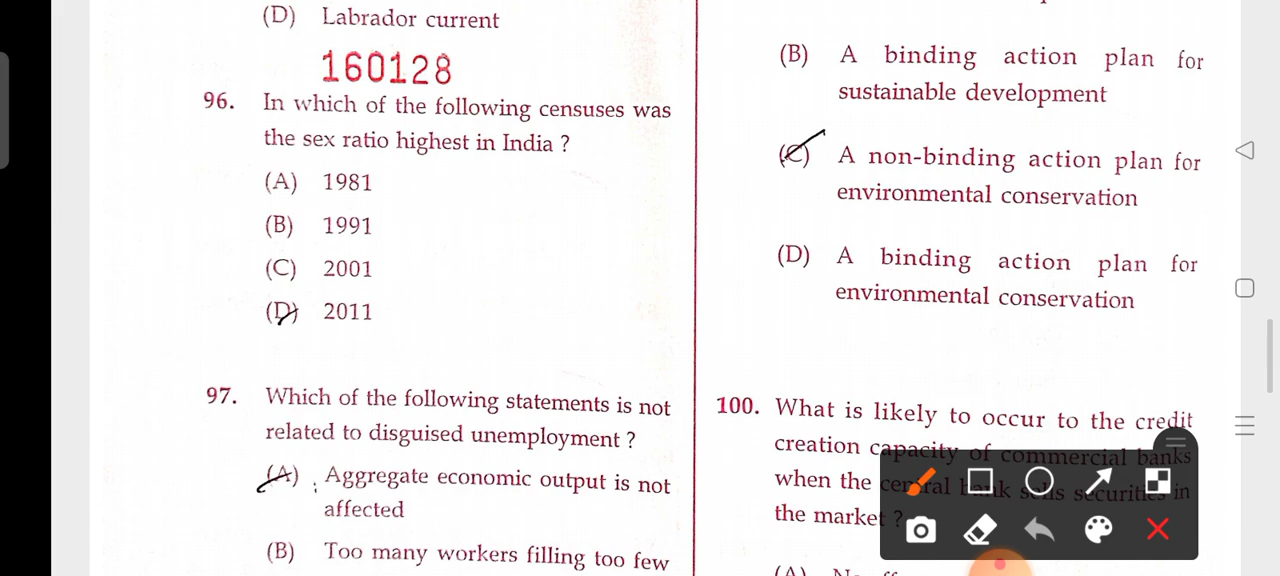 (D) Labrador current
160128
96. In which of the following censuses was
the sex ratio highest in India ?
(A) 1981
(B) 1991
(C) 2001
(D) 2011
97. Which of the following statements is not
related to disguised unemployment ?
(A) Aggregate economic output is not
affected
(B) Too many workers filling too few
(B) A binding action plan for
sustainable development
(C) A non-binding action plan for
environmental conservation
(D) A binding action plan for
environmental conservation
100. What is likely to occur to the credit
creation capacity of commercial banks
when the central bank sells securities in
the market ?
(A)